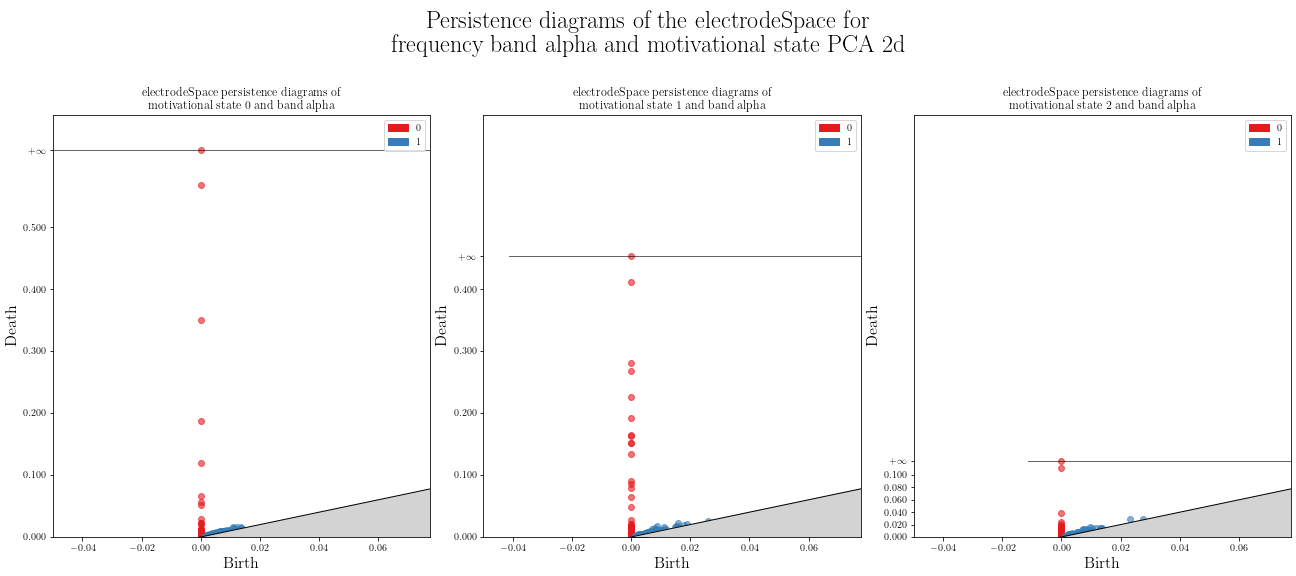 Persistence diagrams of the electrodeSpace for
frequency band alpha and motivational state PCA 2d
electrodeSpace persistence diagrams of
motivational state 0 and band alpha
0
1
+∞
0.500
0.400
0.300
0.200
0.100
0.000
Death
−0.04 −0.02 0.00 0.02 0.04 0.06
Birth
electrodeSpace persistence diagrams of
motivational state 1 and band alpha
0
1
+∞
0.400
0.300
0.200
0.100
0.000
Death
−0.04 −0.02 0.00 0.02 0.04 0.06
Birth
electrodeSpace persistence diagrams of
motivational state 2 and band alpha
0
1
+∞
0.100
0.080
0.060
0.040
0.020
0.000
Death
−0.04 −0.02 0.00 0.02 0.04 0.06
Birth